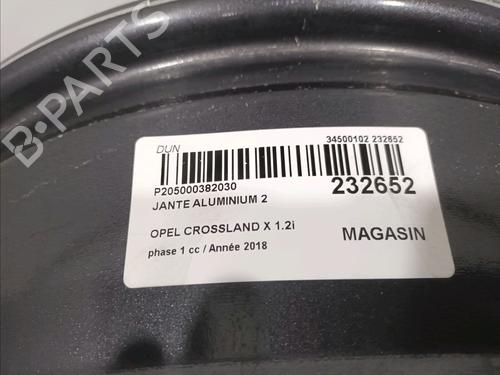 B-PARTS
DUN
34500102 232652
P205000382030
232652
JANTE ALUMINIUM 2
OPEL CROSSLAND X 1.2i
MAGASIN
phase 1 cc / Année 2018